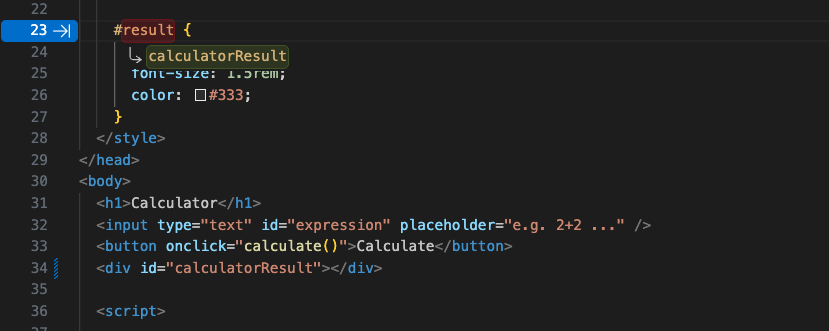 22
23 #result {
24 calculatorResult
25 font-size: 1.5rem;
26 color: #333;
27 }
28 </style>
29 </head>
30 <body>
31 <h1>Calculator</h1>
32 <input type="text" id="expression" placeholder="e.g. 2+2 ..." />
33 <button onclick="calculate()">Calculate</button>
34 <div id="calculatorResult"></div>
35
36 <script>
37